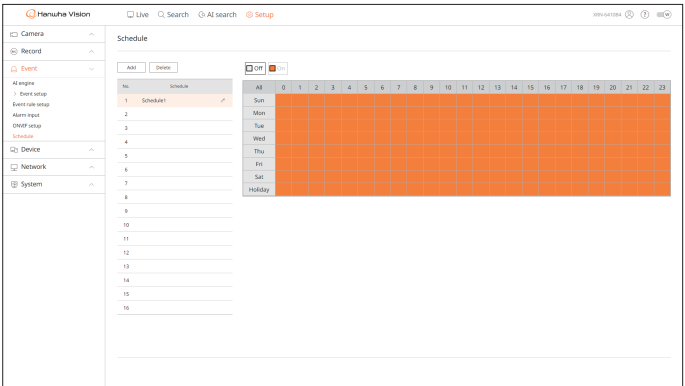 Hanwha Vision
Live Search AI search Setup
XRN-6410B4
Camera
Record
Event
AI engine
> Event setup
Event rule setup
Alarm input
ONVIF setup
Schedule
Device
Network
System
Schedule
Add Delete
No. Schedule
1 Schedule1
2
3
4
5
6
7
8
9
10
11
12
13
14
15
16
Off On
All 0 1 2 3 4 5 6 7 8 9 10 11 12 13 14 15 16 17 18 19 20 21 22 23
Sun
Mon
Tue
Wed
Thu
Fri
Sat
Holiday